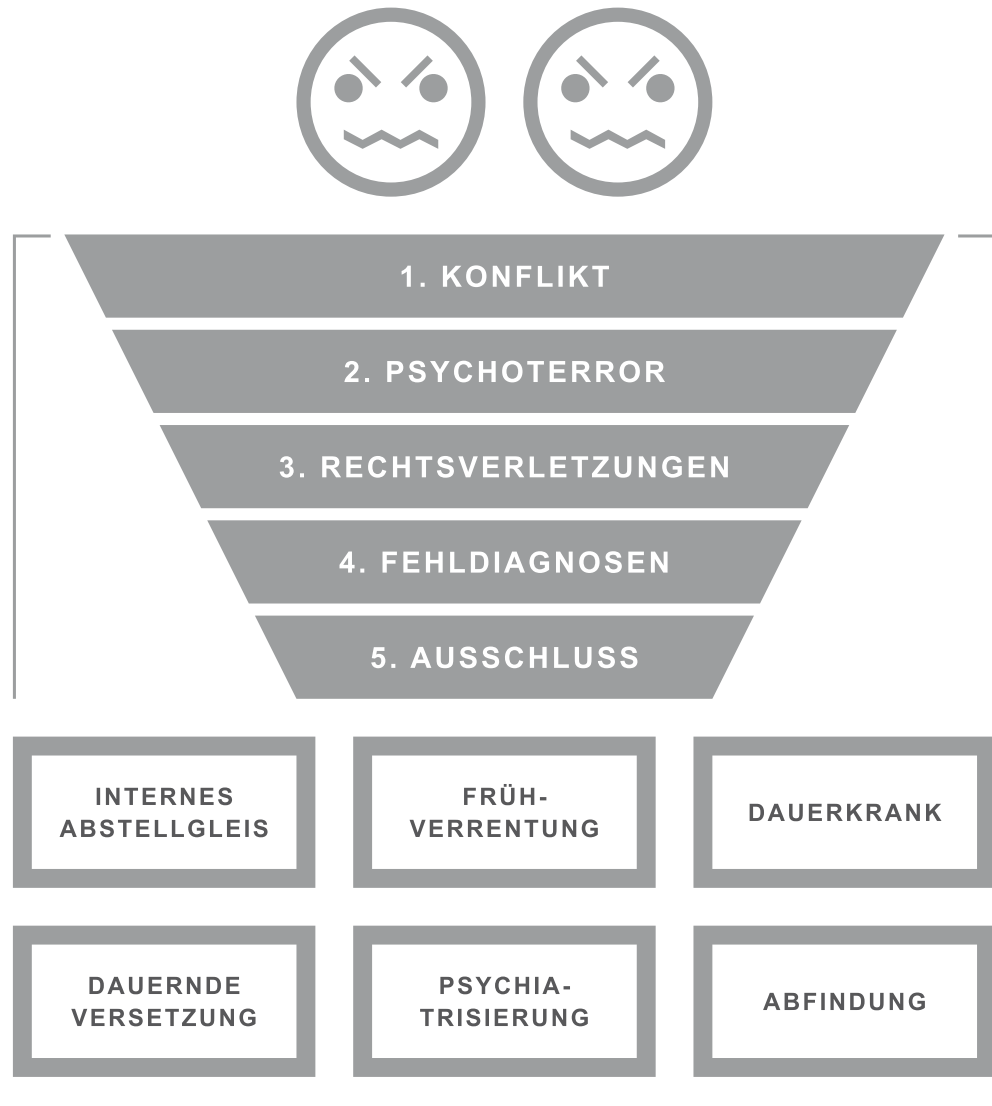 1. KONFLIKT
2. PSYCHOTERROR
3. RECHTSVERLETZUNGEN
4. FEHLDIAGNOSEN
5. AUSSCHLUSS
INTERNES
ABSTELLGLEIS
FRÜH-
VERRENTUNG
DAUERKRANK
DAUERNDE
VERSETZUNG
PSYCHIA-
TRISIERUNG
ABFINDUNG